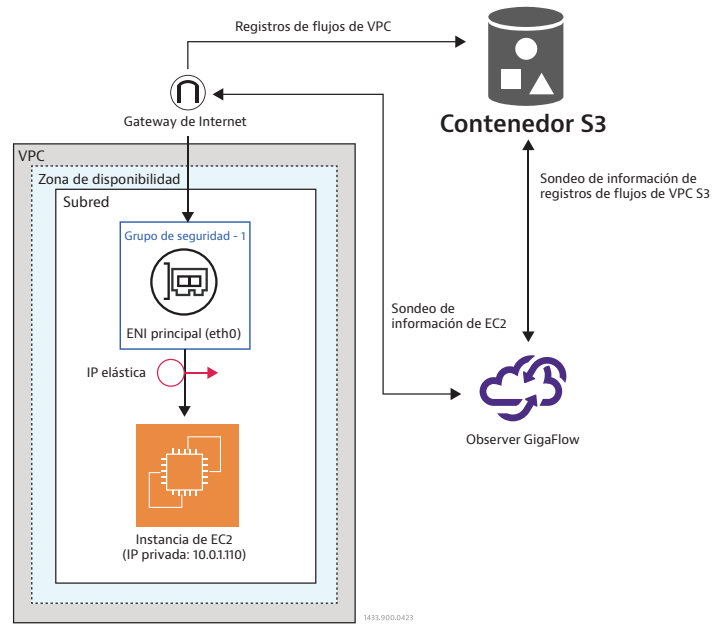 Registros de flujos de VPC
Gateway de Internet
Contenedor S3
VPC
Zona de disponibilidad
Subred
Sondeo de información de
registros de flujos de VPC S3
Grupo de seguridad - 1
ENI principal (eth0)
Sondeo de
información de EC2
IP elástica
Observer GigaFlow
Instancia de EC2
(IP privada: 10.0.1.110)
1433.900.0423